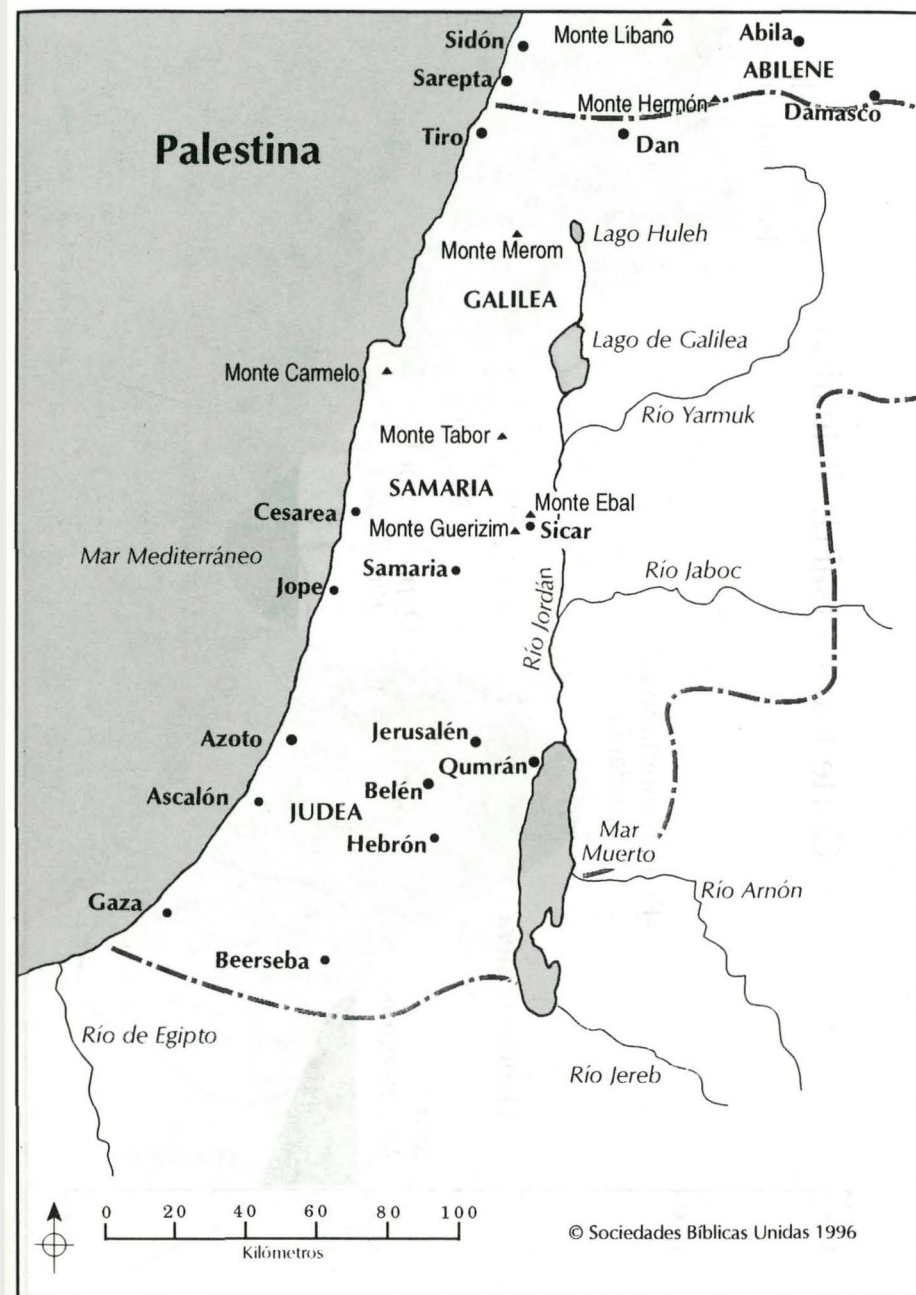 Sidón
Monte Líbano
Abila
ABILENE
Sarepta
Monte Hermón
Damasco
Palestina
Tiro
Dan
Monte Merom
Lago Huleh
GALILEA
Lago de Galilea
Monte Carmelo
Río Yarmuk
Monte Tabor
SAMARIA
Monte Ebal
Cesarea
Monte Guerizim
Sicar
Mar Mediterráneo
Samaria
Jope
Río Jaboc
Río Jordán
Azoto
Jerusalén
Qumrán
Belén
Ascalón
JUDEA
Hebrón
Mar
Muerto
Río Arnón
Gaza
Beerseba
Río de Egipto
Río Jereb
0 20 40 60 80 100
Kilómetros
© Sociedades Bíblicas Unidas 1996